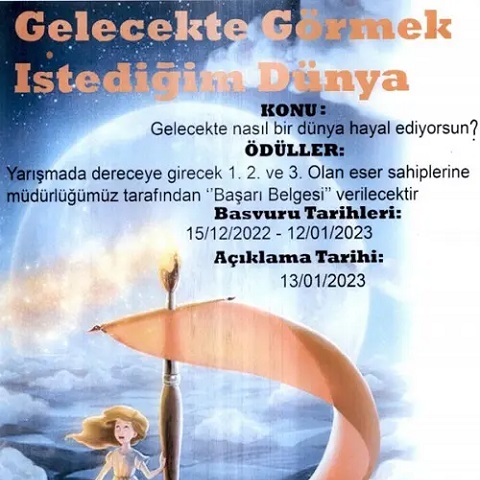 Gelecekte Görmek
Istediğim Dünya
KONU:
Gelecekte nasıl bir dünya hayal ediyorsun?
ÖDÜLLER:
Yarışmada dereceye girecek 1. 2. ve 3. Olan eser sahiplerine
müdürlüğümüz tarafından ‘’Başarı Belgesi’’ verilecektir
Basvuru Tarihleri:
15/12/2022 - 12/01/2023
Açıklama Tarihi:
13/01/2023